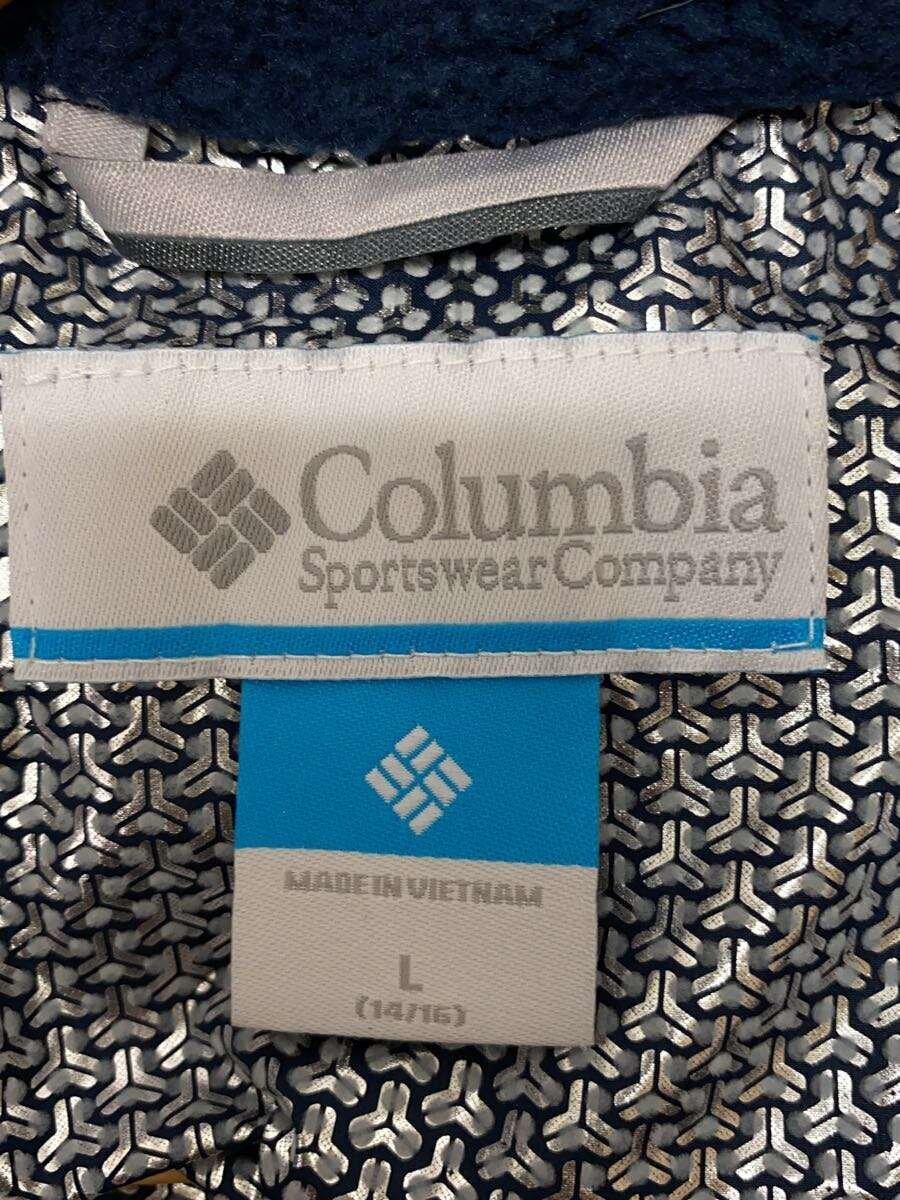 Columbia
Sportswear Company
MADE IN VIETNAM
L
(14/16)